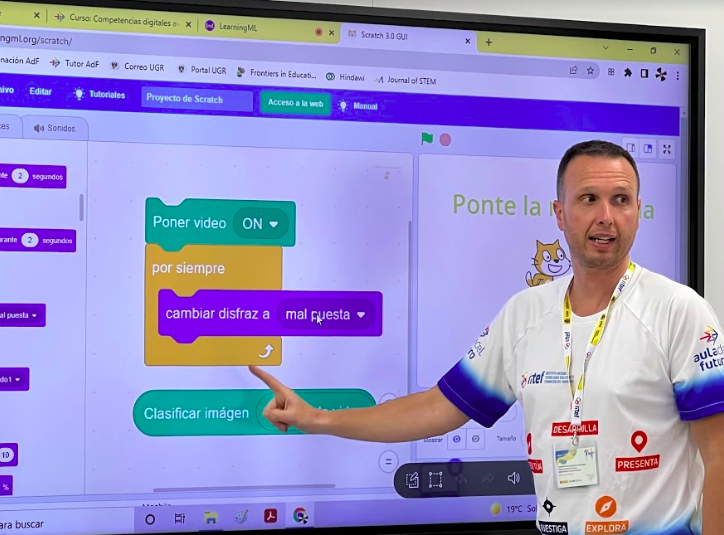 Curso: Competencias digitales
LearningML
Scratch 3.0 GUI
ngml.org/scratch/
Tutor AdF
Correo UGR
Portal UGR
Frontiers in Educati...
Hindawi
Journal of STEM
Editar
Tutoriales
Proyecto de Scratch
Acceso a la web
Manual
Sonidos
2 segundos
2 segundos
Poner video ON
Ponte la
por siempre
cambiar disfraz a mal puesta
al puesta
Clasificar imágen
Tamaño
10
%
ara buscar
19°C
intef
aula
futu
DESARROLLA
PRESENTA
INVESTIGA
EXPLORA